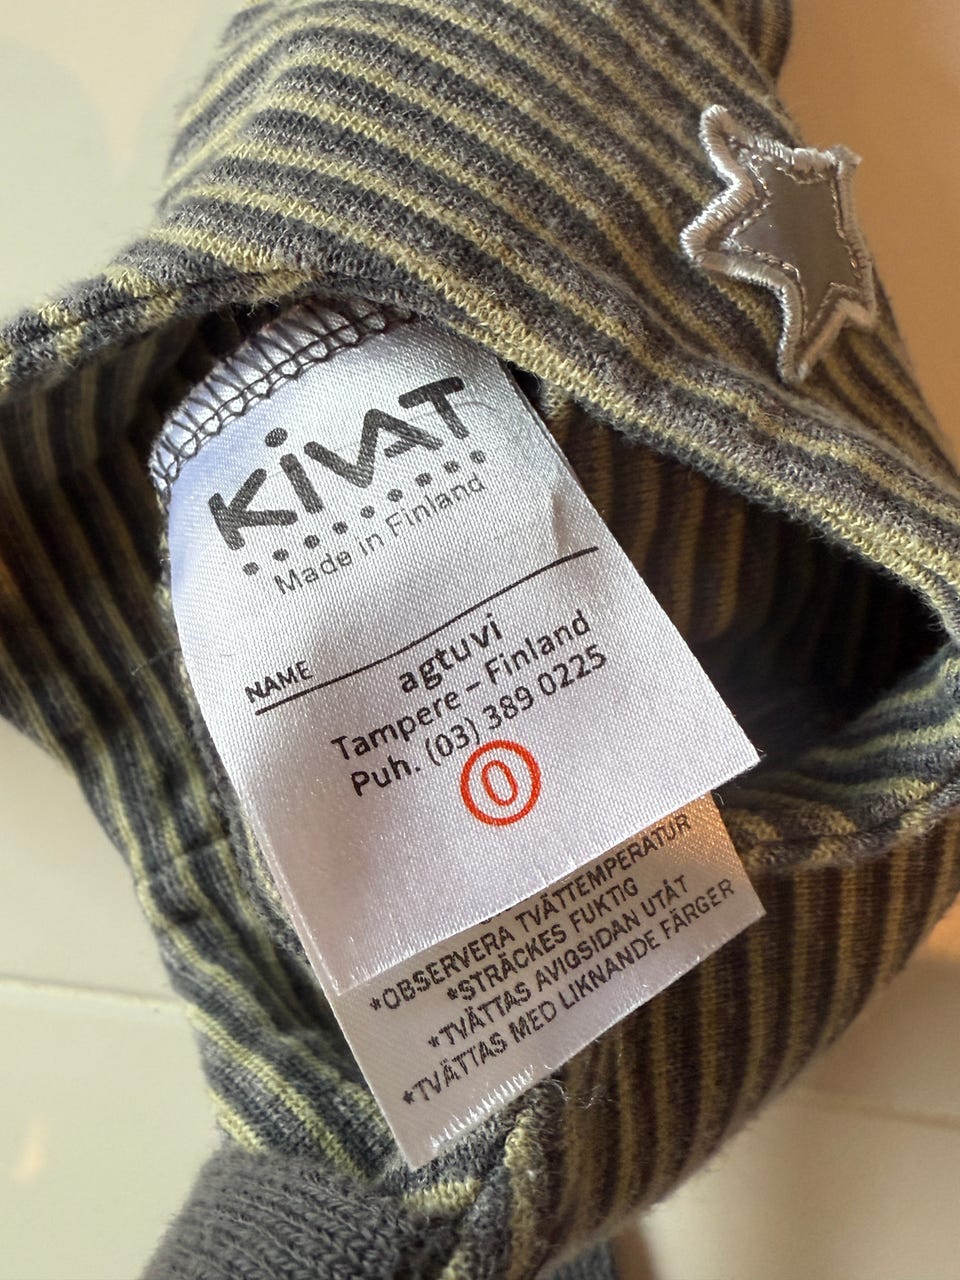 KiVAT
Made in Finland
NAME
agtuvi
Tampere – Finland
Puh. (03) 389 0225
0
*OBSERVERA TVÄTTEMPERATUR
*STRÄCKES FUKTIG
*TVÄTTAS AVIGSIDAN UTÅT
*TVÄTTAS MED LIKNANDE FÄRGER